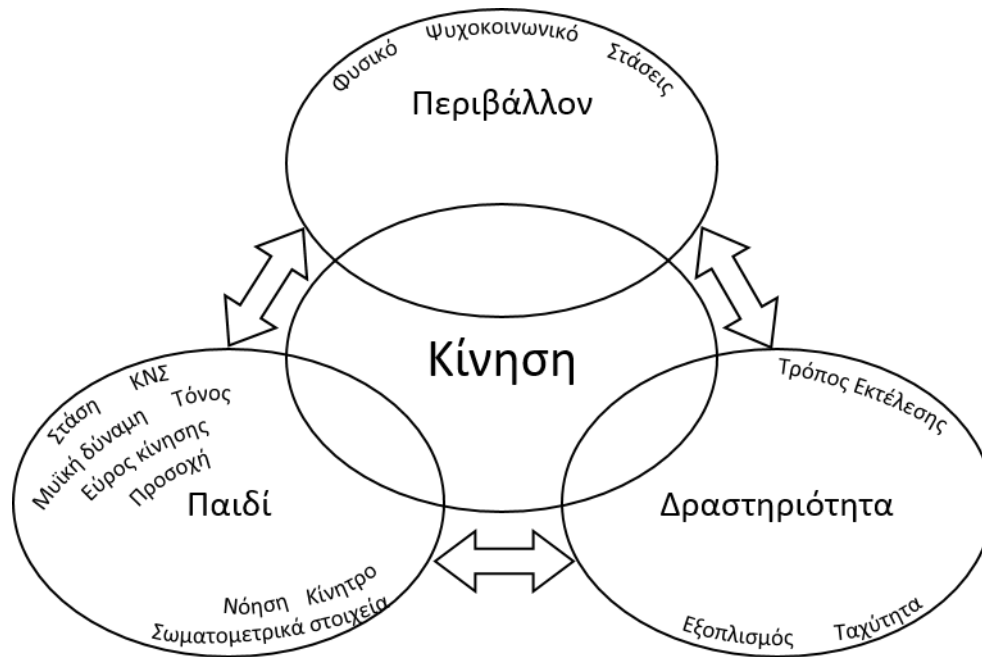 Φυσικό Ψυχοκοινωνικό Στάσεις
Περιβάλλον
Κίνηση
Στάση ΚΝΣ
Μυϊκή δύναμη Τόνος
Εύρος κίνησης
Προσοχή
Παιδί
Νόηση Κίνητρο
Σωματομετρικά στοιχεία
Τρόπος Εκτέλεσης
Δραστηριότητα
Εξοπλισμός Ταχύτητα